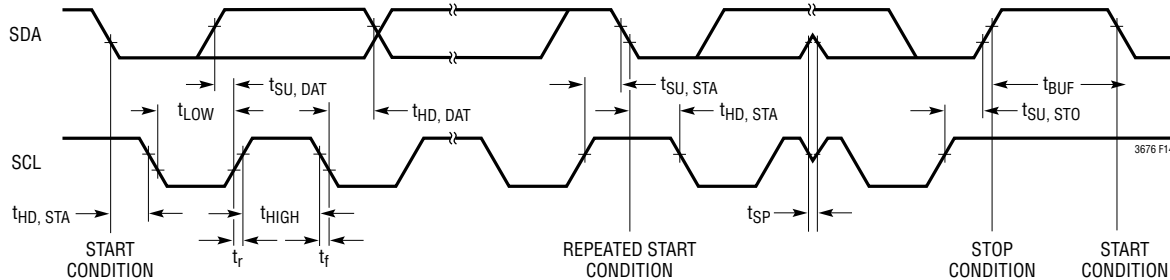 SDA
tSU, DAT
tSU, STA
tBUF
tLOW
tHD, DAT
tHD, STA
tSU, STO
SCL
3676 F14
tHD, STA
tHIGH
tSP
tr
tf
START
CONDITION
REPEATED START
CONDITION
STOP
CONDITION
START
CONDITION